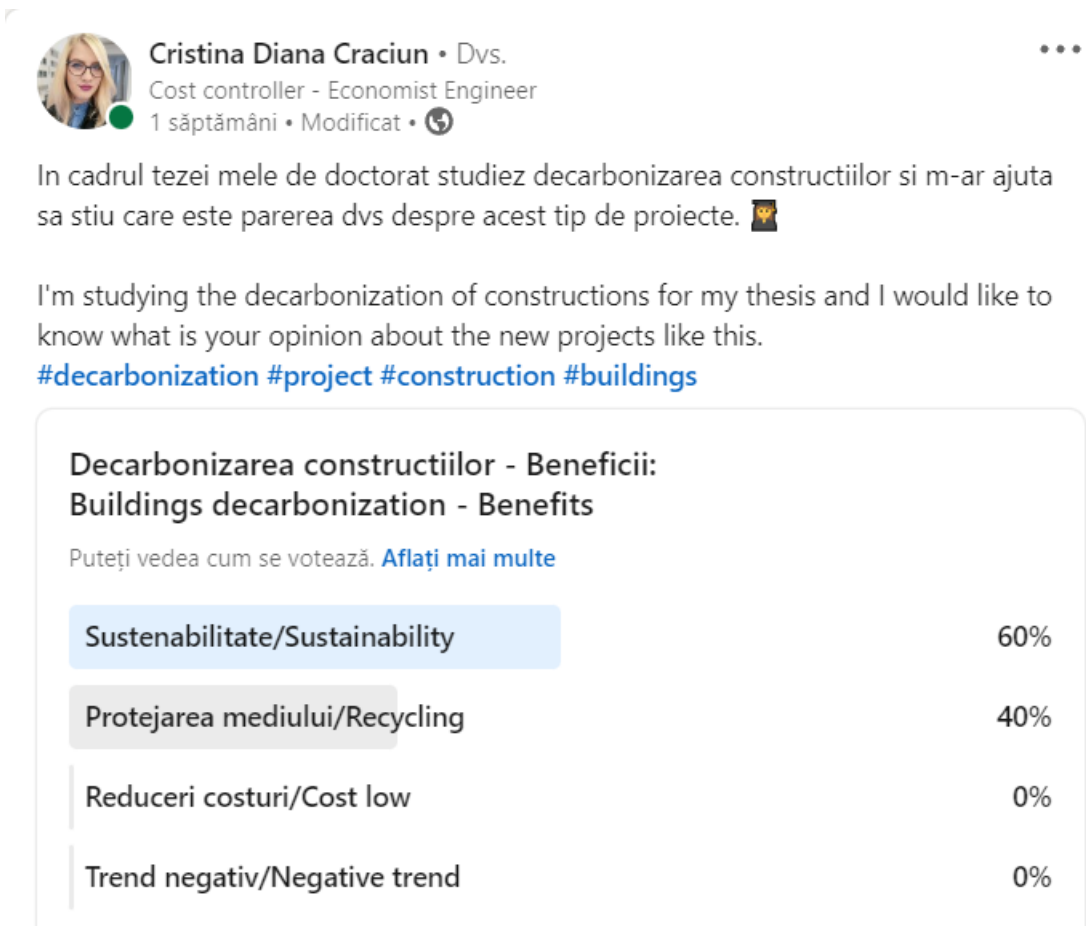 Cristina Diana Craciun • Dvs.
Cost controller - Economist Engineer
1 săptămâni • Modificat •
In cadrul tezei mele de doctorat studiez decarbonizarea constructiilor si m-ar ajuta
sa stiu care este parerea dvs despre acest tip de proiecte.
I'm studying the decarbonization of constructions for my thesis and I would like to
know what is your opinion about the new projects like this.
#decarbonization #project #construction #buildings
Decarbonizarea constructiilor - Beneficii:
Buildings decarbonization - Benefits
Puteți vedea cum se votează. Aflați mai multe
Sustenabilitate/Sustainability 60%
Protejarea mediului/Recycling 40%
Reduceri costuri/Cost low 0%
Trend negativ/Negative trend 0%